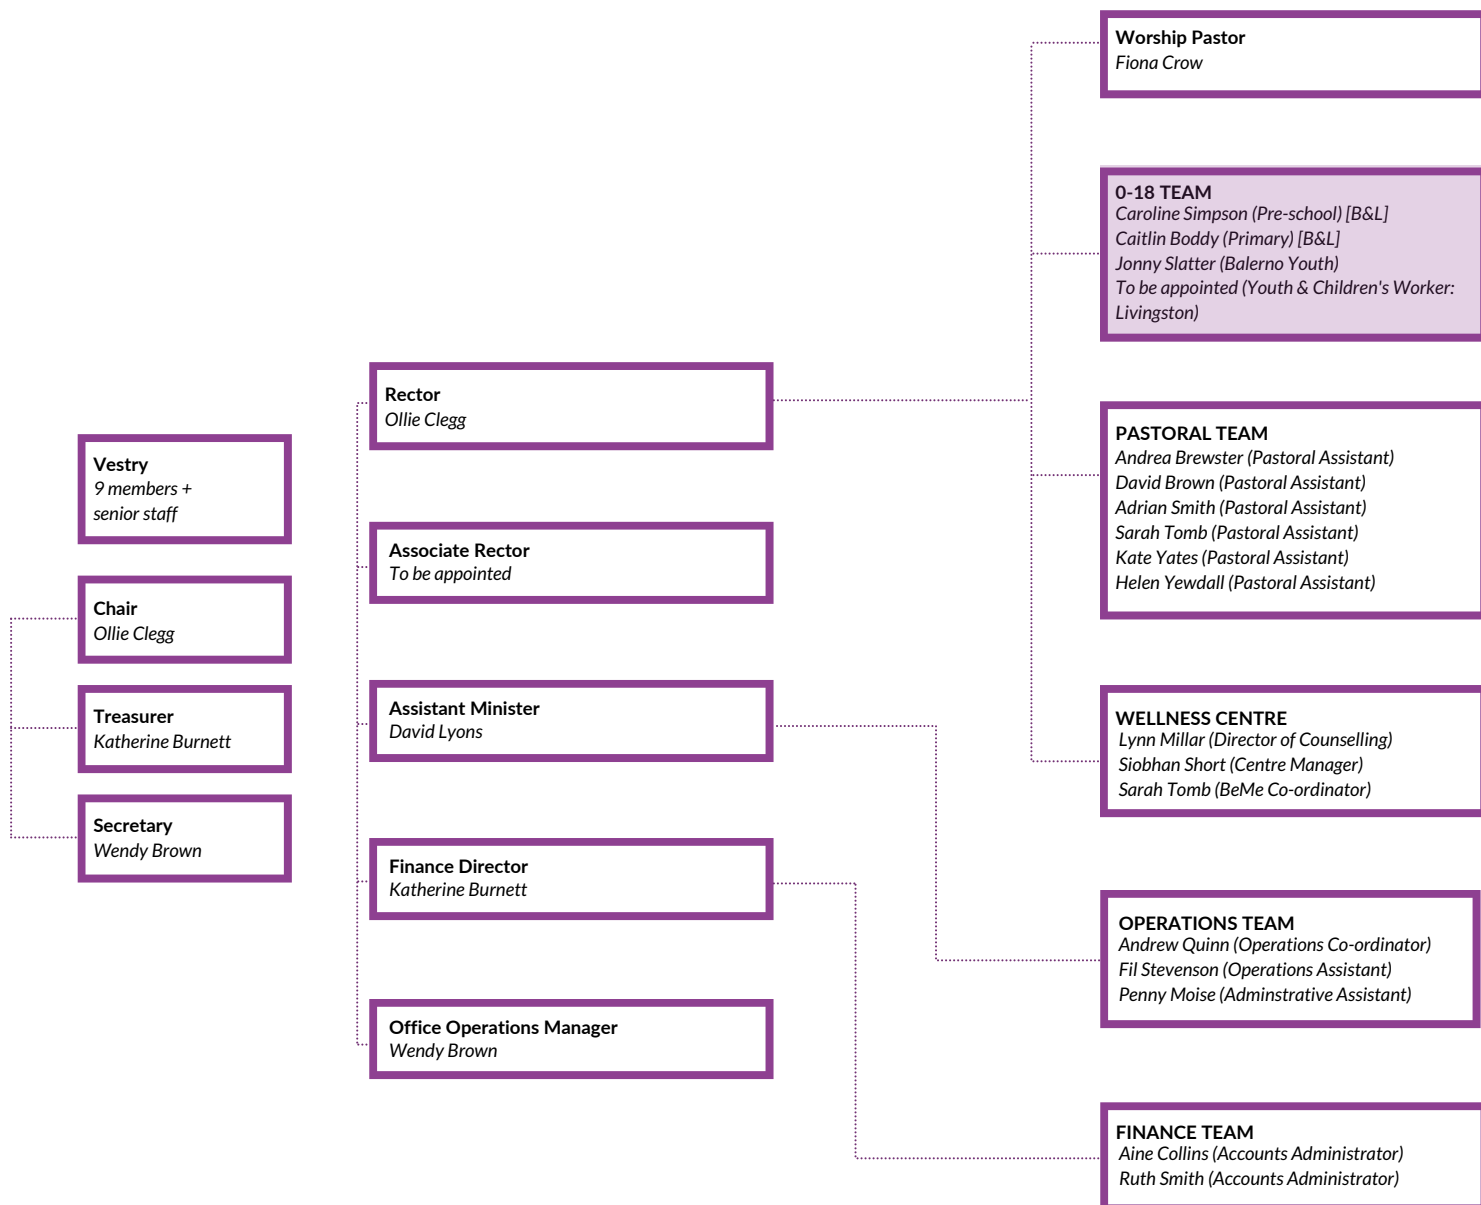 Vestry
9 members +
senior staff
Chair
Ollie Clegg
Treasurer
Katherine Burnett
Secretary
Wendy Brown
Rector
Ollie Clegg
Associate Rector
To be appointed
Assistant Minister
David Lyons
Finance Director
Katherine Burnett
Office Operations Manager
Wendy Brown
Worship Pastor
Fiona Crow
0-18 TEAM
Caroline Simpson (Pre-school) [B&L]
Caitlin Boddy (Primary) [B&L]
Jonny Slatter (Balerno Youth)
To be appointed (Youth & Children's Worker:
Livingston)
PASTORAL TEAM
Andrea Brewster (Pastoral Assistant)
David Brown (Pastoral Assistant)
Adrian Smith (Pastoral Assistant)
Sarah Tomb (Pastoral Assistant)
Kate Yates (Pastoral Assistant)
Helen Yewdall (Pastoral Assistant)
WELLNESS CENTRE
Lynn Millar (Director of Counselling)
Siobhan Short (Centre Manager)
Sarah Tomb (BeMe Co-ordinator)
OPERATIONS TEAM
Andrew Quinn (Operations Co-ordinator)
Fil Stevenson (Operations Assistant)
Penny Moise (Adminstrative Assistant)
FINANCE TEAM
Aine Collins (Accounts Administrator)
Ruth Smith (Accounts Administrator)